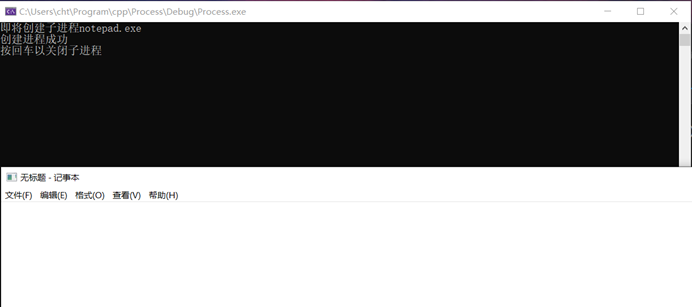 C:\Users\cht\Program\cpp\Process\Debug\Process.exe
即将创建子进程notepad.exe
创建进程成功
按回车以关闭子进程
无标题 - 记事本
文件(F) 编辑(E) 格式(O) 查看(V) 帮助(H)